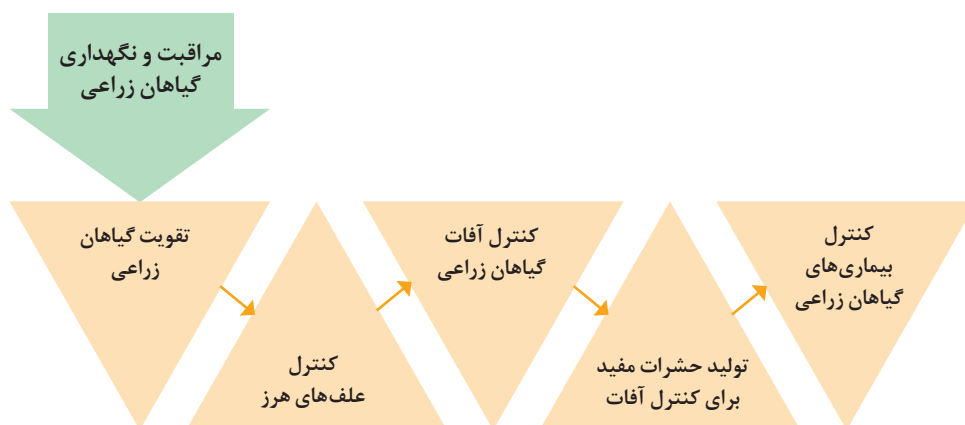 مراقبت و نگهداری
گیاهان زراعی
تقویت گیاهان
زراعی
کنترل
علف‌های هرز
کنترل آفات
گیاهان زراعی
تولید حشرات مفید
برای کنترل آفات
کنترل
بیماری‌های
گیاهان زراعی